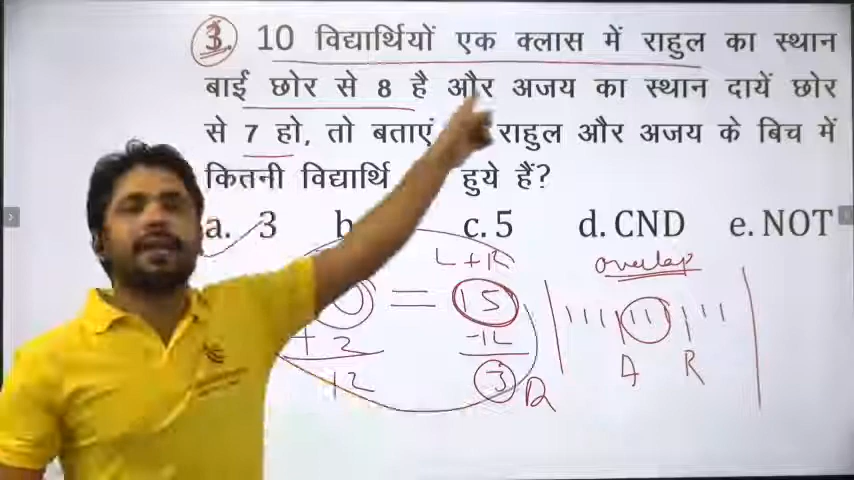 3. 10 विद्यार्थियों एक क्लास में राहुल का स्थान
बाईं छोर से 8 है और अजय का स्थान दायें छोर
से 7 हो, तो बताएं राहुल और अजय के बिच में
कितनी विद्यार्थि हुये हैं?
a. 3 b c. 5 d. CND e. NOT
L+R overlap
= 15
+ 2 -12
12 3
A R